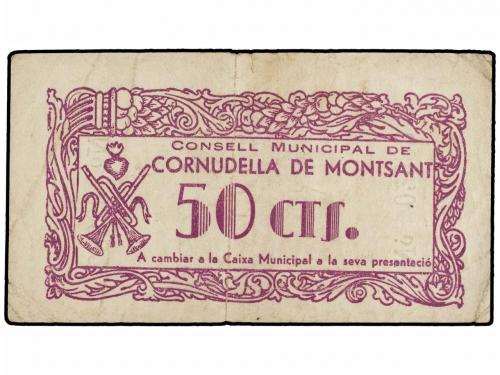 CONSELL MUNICIPAL DE
CORNUDELLA DE MONTSANT
50 CTS.
A cambiar a la Caixa Municipal a la seva presentació